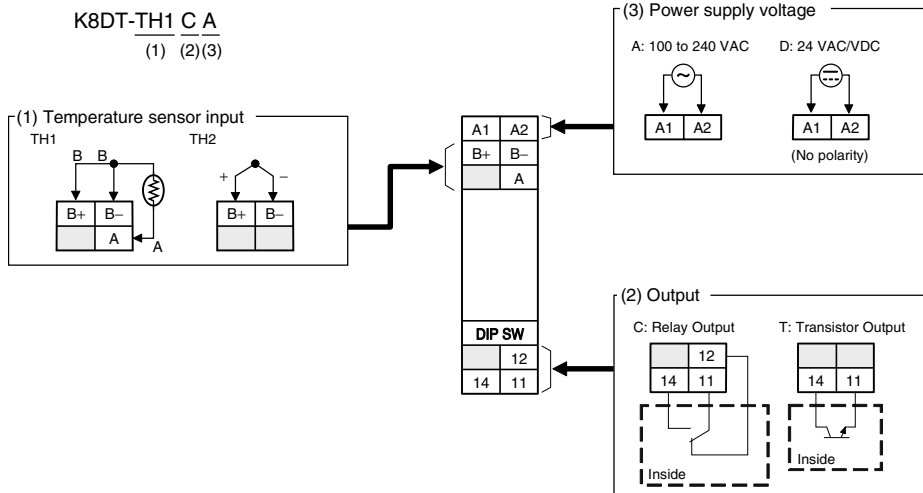 K8DT-TH1 C A
(1) (2)(3)
(1) Temperature sensor input
TH1 TH2
B B
+ −
B+ B− B+ B−
A A
A1 A2
B+ B−
A
DIP SW
12
14 11
(3) Power supply voltage
A: 100 to 240 VAC D: 24 VAC/VDC
A1 A2 A1 A2
(No polarity)
(2) Output
C: Relay Output T: Transistor Output
12
14 11 14 11
Inside Inside